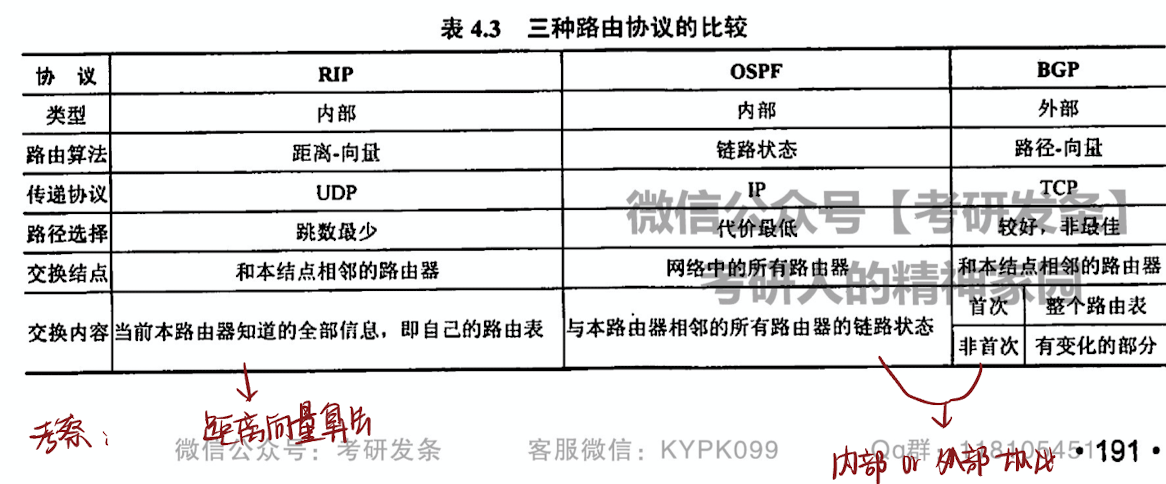 表 4.3 三种路由协议的比较
协 议 RIP OSPF BGP
类型 内部 内部 外部
路由算法 距离-向量 链路状态 路径-向量
传递协议 UDP IP TCP
微信公众号【考研发条】
路径选择 跳数最少 代价最低 较好，非最佳
交换结点 和本结点相邻的路由器 网络中的所有路由器 和本结点相邻的路由器
考研人的精神家园
交换内容 当前本路由器知道的全部信息，即自己的路由表 与本路由器相邻的所有路由器的链路状态 首次 整个路由表
非首次 有变化的部分
考察： 距离向量算出
微信公众号：考研发条 客服微信：KYPK099 Qq群：118105451 ·191·
内部 or 外部协议